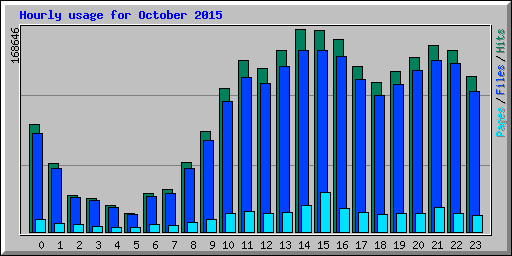 Hourly usage for October 2015
168646
Pages/Files/Hits
0 1 2 3 4 5 6 7 8 9 10 11 12 13 14 15 16 17 18 19 20 21 22 23